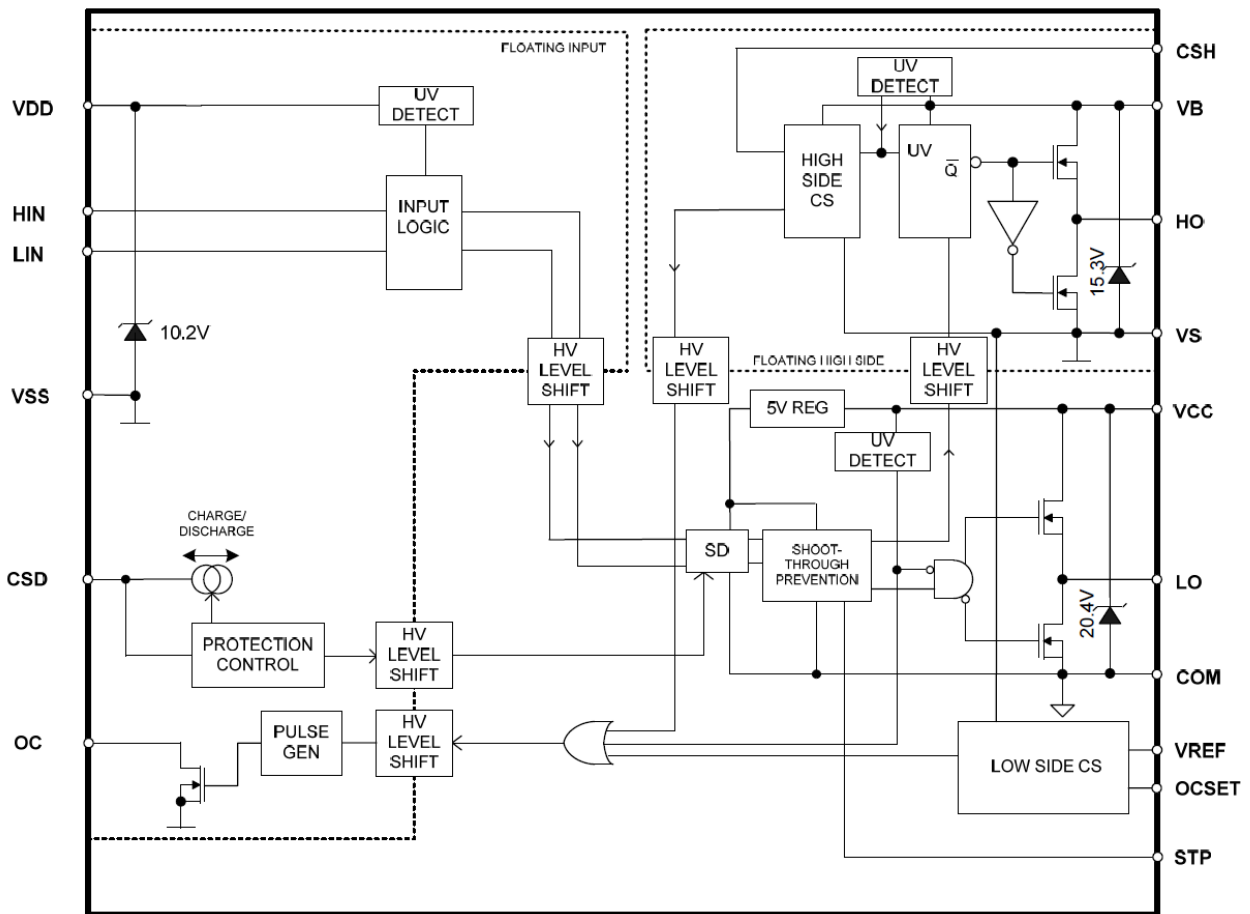 FLOATING INPUT
CSH
UV
DETECT
VDD
UV
DETECT
VB
HIGH
SIDE
CS
UV
Q
HIN
INPUT
LOGIC
HO
LIN
15.3V
10.2V
VS
HV
LEVEL
SHIFT
HV
LEVEL
SHIFT
FLOATING HIGH SIDE
HV
LEVEL
SHIFT
VSS
5V REG
VCC
UV
DETECT
CHARGE/
DISCHARGE
SD
SHOOT-
THROUGH
PREVENTION
CSD
LO
20.4V
PROTECTION
CONTROL
HV
LEVEL
SHIFT
COM
OC
PULSE
GEN
HV
LEVEL
SHIFT
LOW SIDE CS
VREF
OCSET
STP